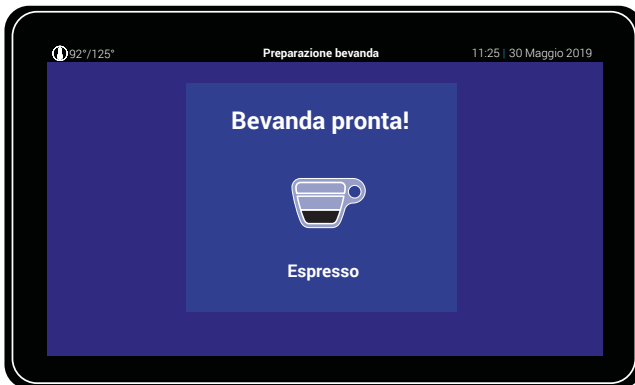 92°/125°
Preparazione bevanda
11:25 | 30 Maggio 2019
Bevanda pronta!
Espresso